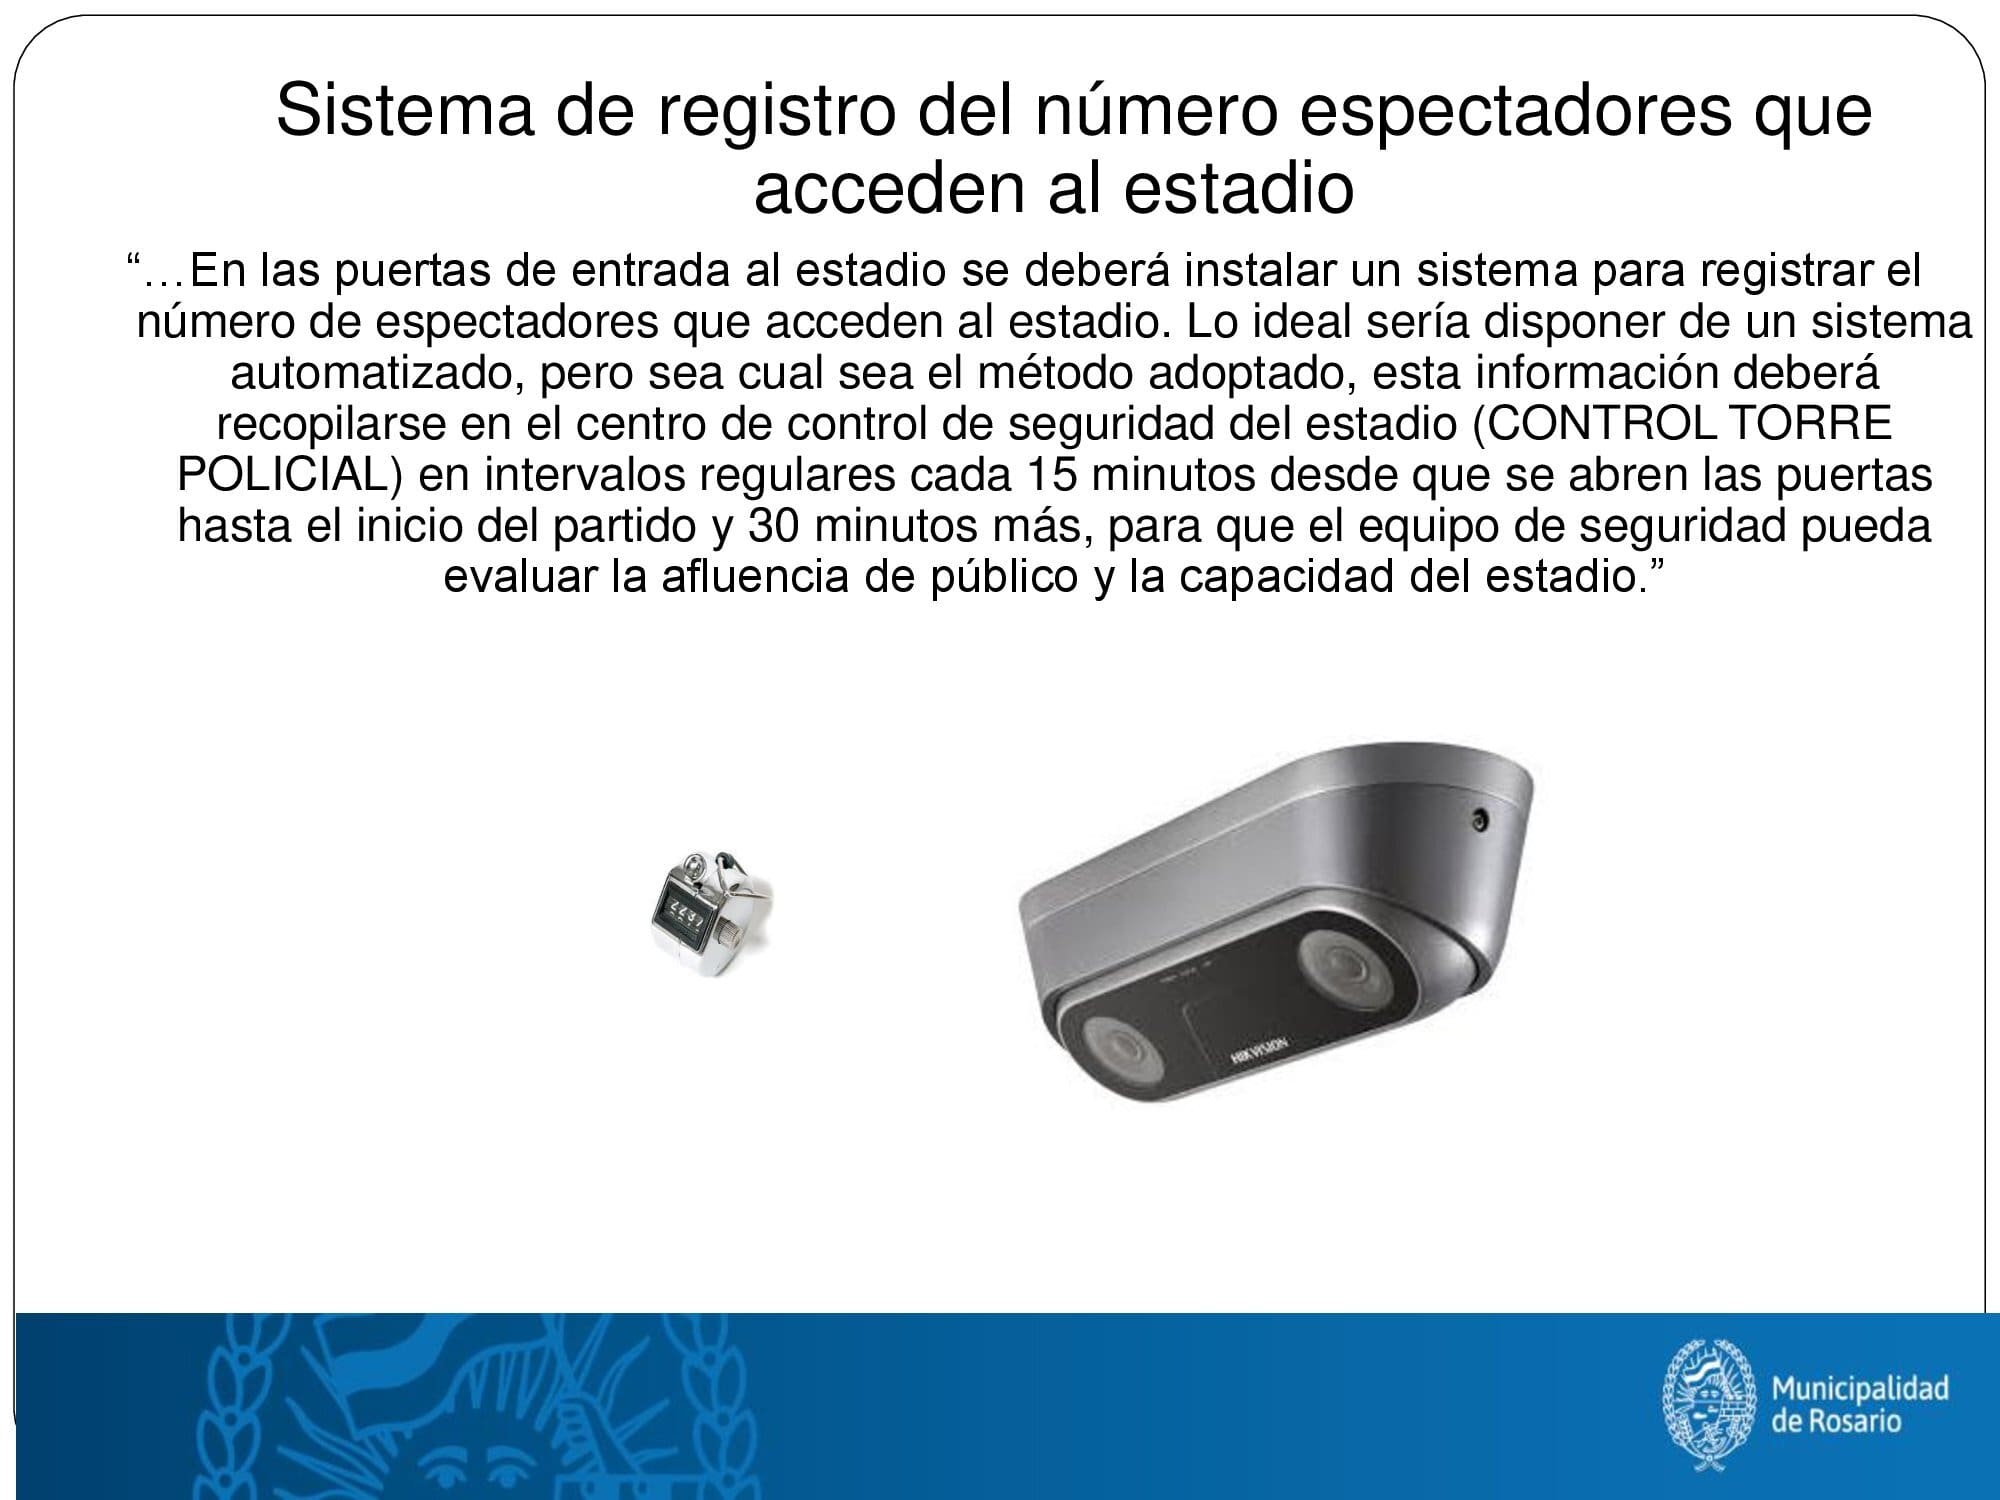 Sistema de registro del número espectadores que
acceden al estadio
“…En las puertas de entrada al estadio se deberá instalar un sistema para registrar el
número de espectadores que acceden al estadio. Lo ideal sería disponer de un sistema
automatizado, pero sea cual sea el método adoptado, esta información deberá
recopilarse en el centro de control de seguridad del estadio (CONTROL TORRE
POLICIAL) en intervalos regulares cada 15 minutos desde que se abren las puertas
hasta el inicio del partido y 30 minutos más, para que el equipo de seguridad pueda
evaluar la afluencia de público y la capacidad del estadio.”
2237
HIKVISION
Municipalidad
de Rosario